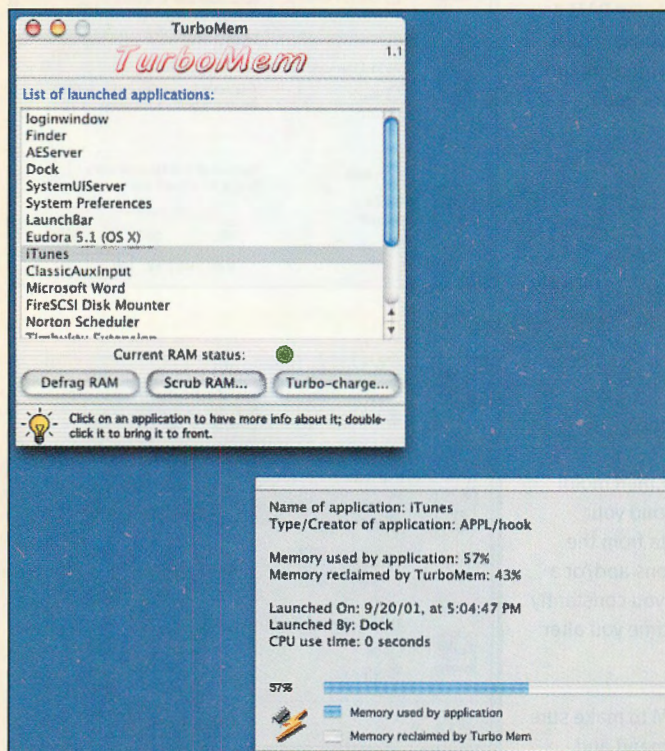 TurboMem
TurboMem
1.1
List of launched applications:
loginwindow
Finder
AEServer
Dock
SystemUIServer
System Preferences
LaunchBar
Eudora 5.1 (OS X)
iTunes
ClassicAuxInput
Microsoft Word
FireSCSI Disk Mounter
Norton Scheduler
Timbuktu Extension
Current RAM status:
Defrag RAM
Scrub RAM...
Turbo-charge...
Click on an application to have more info about it; double-
click it to bring it to front.
Name of application: iTunes
Type/Creator of application: APPL/hook
Memory used by application: 57%
Memory reclaimed by TurboMem: 43%
Launched On: 9/20/01, at 5:04:47 PM
Launched By: Dock
CPU use time: 0 seconds
57%
Memory used by application
Memory reclaimed by Turbo Mem